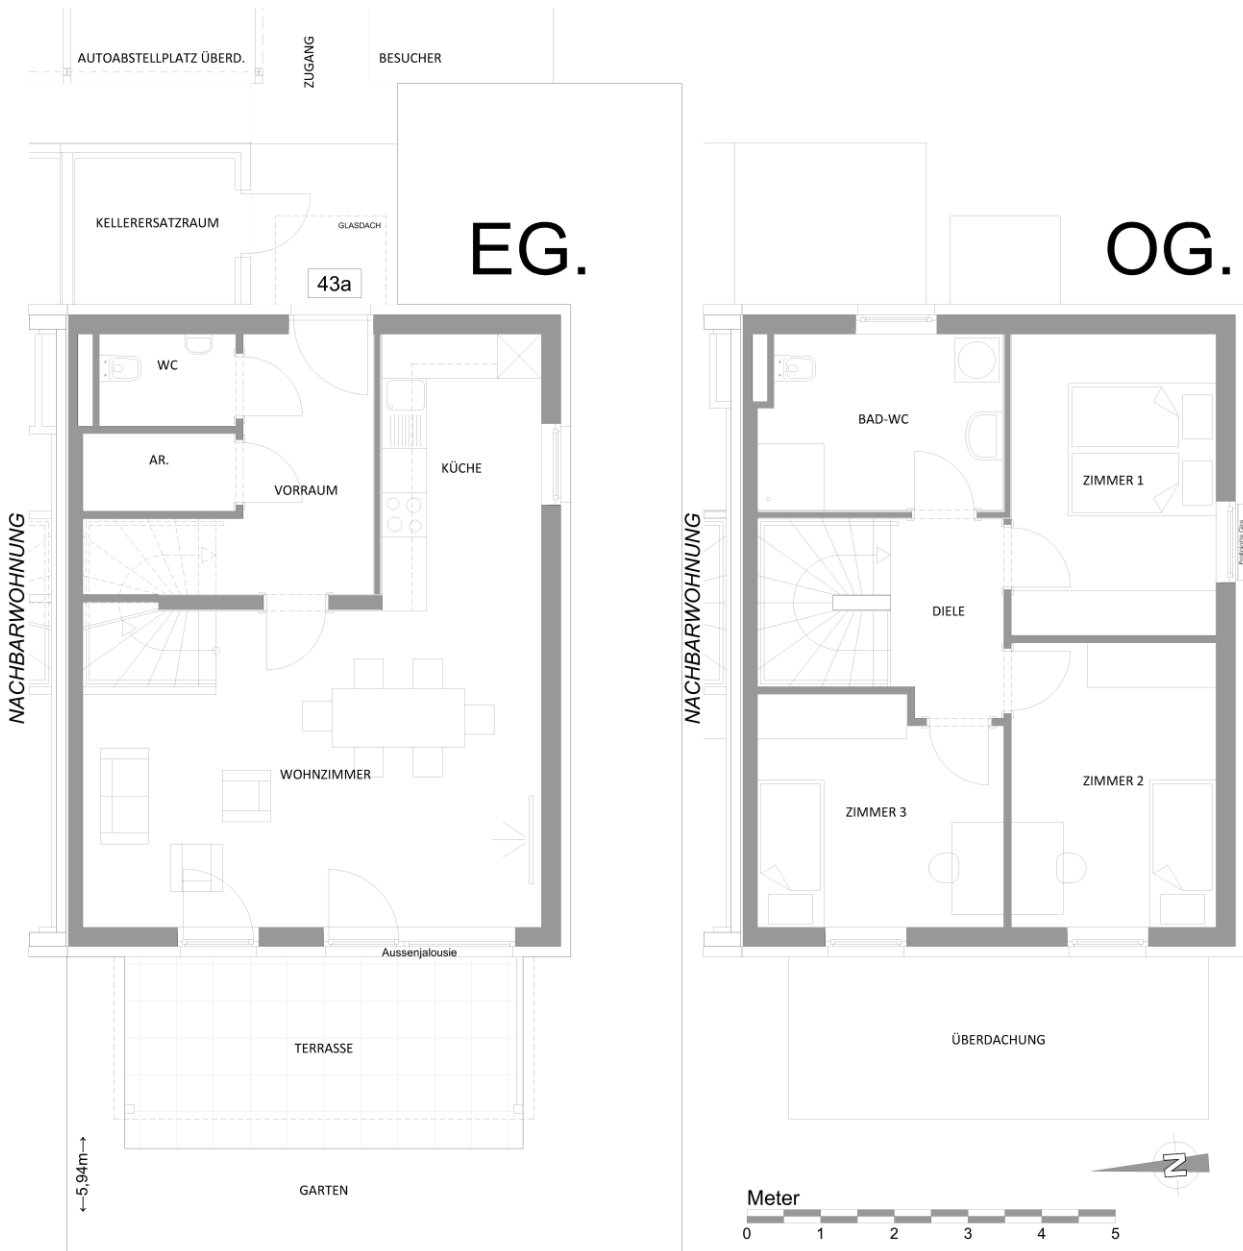 AUTOABSTELLPLATZ ÜBERD.
ZUGANG
BESUCHER
KELLERERSATZRAUM
GLASDACH
43a
EG.
OG.
WC
AR.
VORRAUM
KÜCHE
NACHBARWOHNUNG
WOHNZIMMER
Aussenjalousie
TERRASSE
←5,94m→
GARTEN
BAD-WC
ZIMMER 1
NACHBARWOHNUNG
DIELE
ZIMMER 2
ZIMMER 3
ÜBERDACHUNG
N
Meter
0 1 2 3 4 5